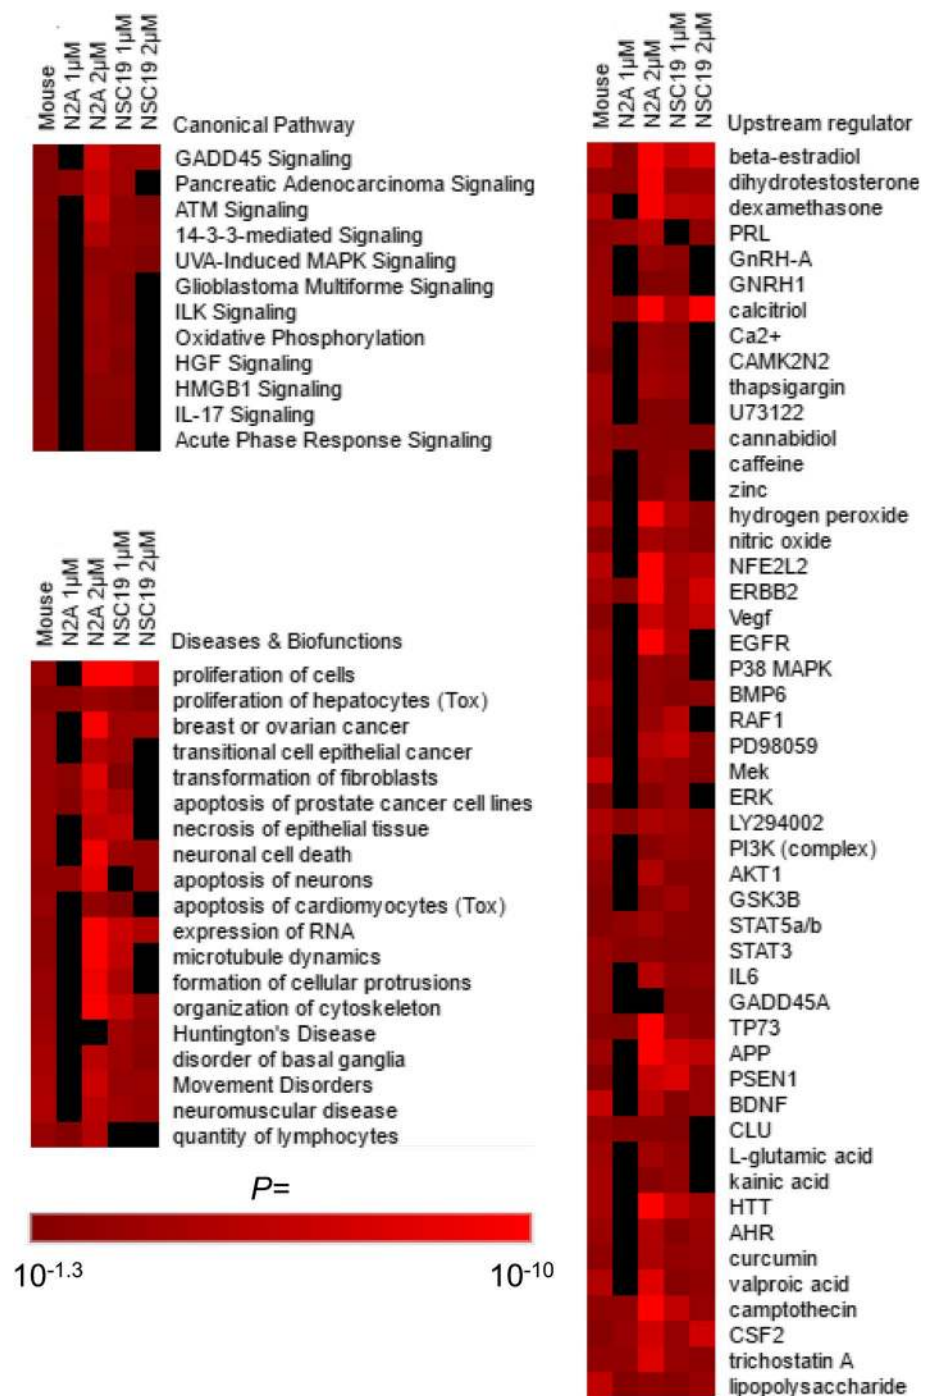 Mouse
N2A 1µM
N2A 2µM
NSC19 1µM
NSC19 2µM
Canonical Pathway
GADD45 Signaling
Pancreatic Adenocarcinoma Signaling
ATM Signaling
14-3-3-mediated Signaling
UVA-Induced MAPK Signaling
Glioblastoma Multiforme Signaling
ILK Signaling
Oxidative Phosphorylation
HGF Signaling
HMGB1 Signaling
IL-17 Signaling
Acute Phase Response Signaling
Mouse
N2A 1µM
N2A 2µM
NSC19 1µM
NSC19 2µM
Diseases & Biofunctions
proliferation of cells
proliferation of hepatocytes (Tox)
breast or ovarian cancer
transitional cell epithelial cancer
transformation of fibroblasts
apoptosis of prostate cancer cell lines
necrosis of epithelial tissue
neuronal cell death
apoptosis of neurons
apoptosis of cardiomyocytes (Tox)
expression of RNA
microtubule dynamics
formation of cellular protrusions
organization of cytoskeleton
Huntington's Disease
disorder of basal ganglia
Movement Disorders
neuromuscular disease
quantity of lymphocytes
P=
10-1.3
10-10
Mouse
N2A 1µM
N2A 2µM
NSC19 1µM
NSC19 2µM
Upstream regulator
beta-estradiol
dihydrotestosterone
dexamethasone
PRL
GnRH-A
GNRH1
calcitriol
Ca2+
CAMK2N2
thapsigargin
U73122
cannabidiol
caffeine
zinc
hydrogen peroxide
nitric oxide
NFE2L2
ERBB2
Vegf
EGFR
P38 MAPK
BMP6
RAF1
PD98059
Mek
ERK
LY294002
PI3K (complex)
AKT1
GSK3B
STAT5a/b
STAT3
IL6
GADD45A
TP73
APP
PSEN1
BDNF
CLU
L-glutamic acid
kainic acid
HTT
AHR
curcumin
valproic acid
camptothecin
CSF2
trichostatin A
lipopolysaccharide